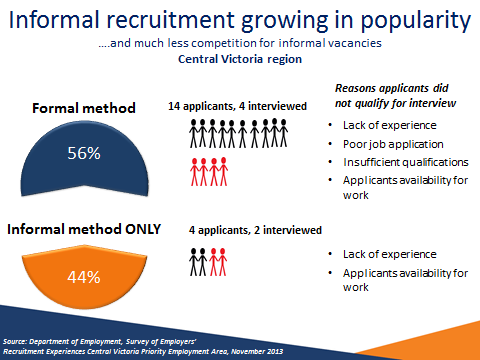 Informal recruitment growing in popularity
....and much less competition for informal vacancies
Central Victoria region
Formal method
56%
14 applicants, 4 interviewed
Reasons applicants did
not qualify for interview
• Lack of experience
• Poor job application
• Insufficient qualifications
• Applicants availability for
work
Informal method ONLY
44%
4 applicants, 2 interviewed
• Lack of experience
• Applicants availability for
work
Source: Department of Employment, Survey of Employers'
Recruitment Experiences Central Victoria Priority Employment Area, November 2013